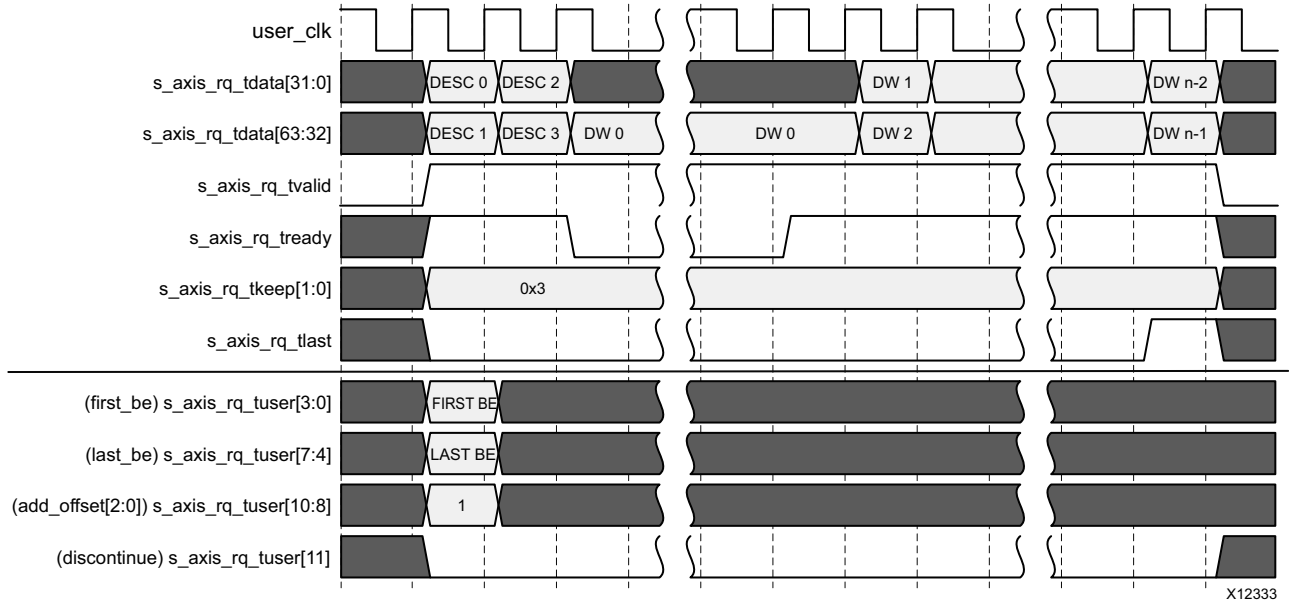 user_clk
s_axis_rq_tdata[31:0] DESC 0 DESC 2 DW 1 DW n-2
s_axis_rq_tdata[63:32] DESC 1 DESC 3 DW 0 DW 0 DW 2 DW n-1
s_axis_rq_tvalid
s_axis_rq_tready
s_axis_rq_tkeep[1:0] 0x3
s_axis_rq_tlast
(first_be) s_axis_rq_tuser[3:0] FIRST BE
(last_be) s_axis_rq_tuser[7:4] LAST BE
(add_offset[2:0]) s_axis_rq_tuser[10:8] 1
(discontinue) s_axis_rq_tuser[11]
X12333